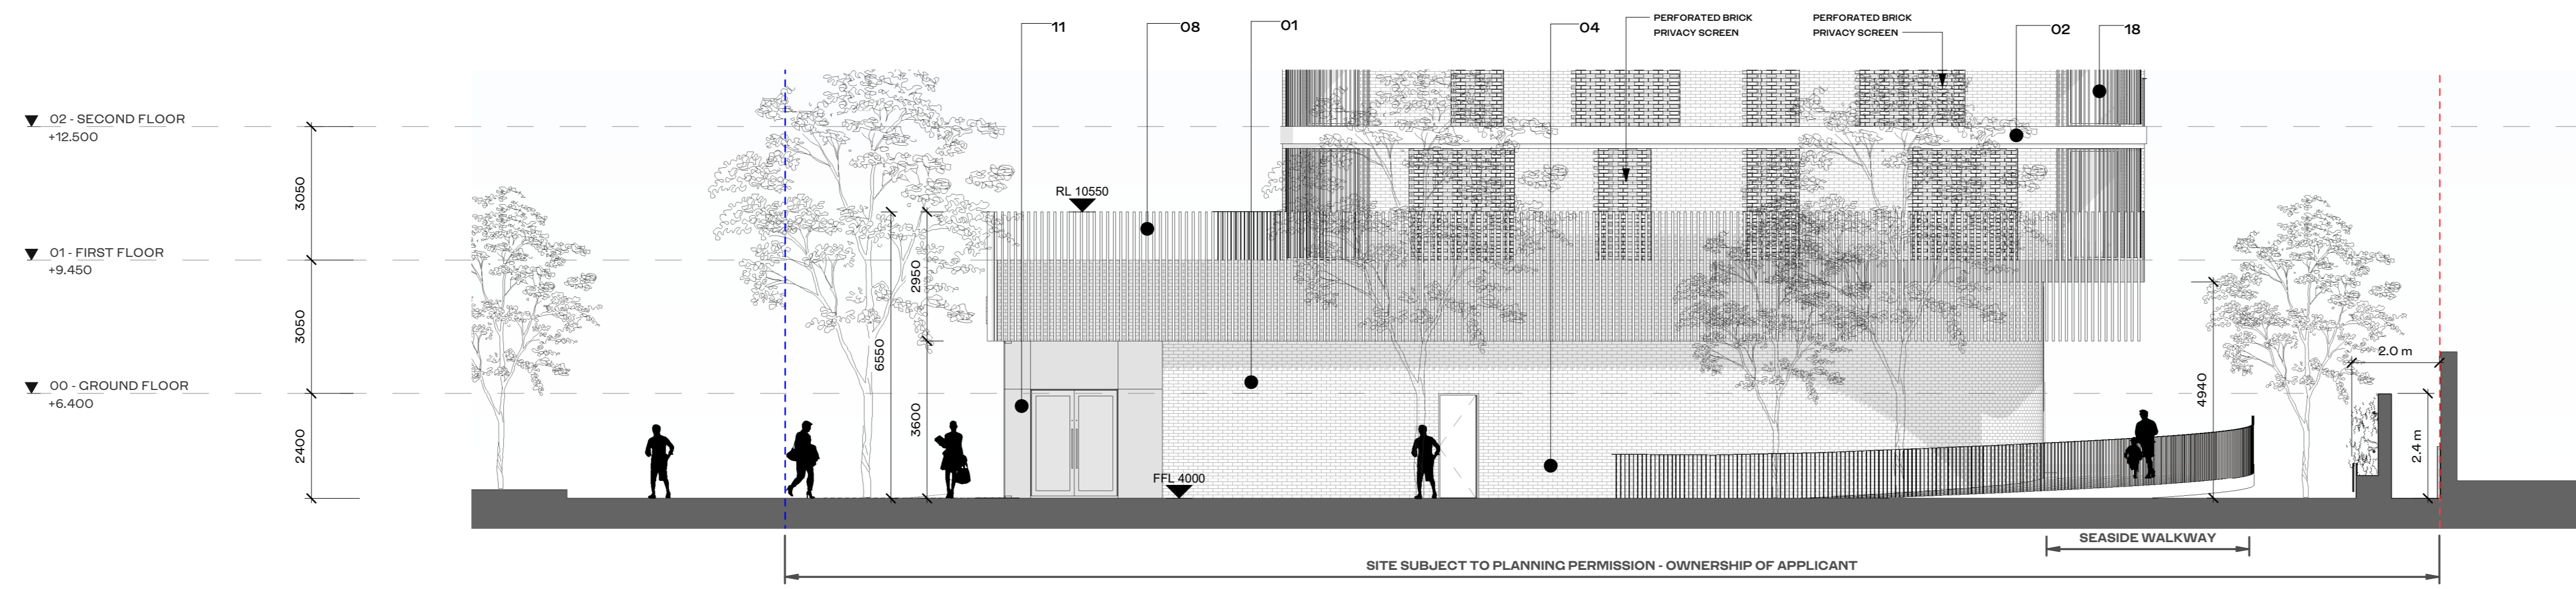 11
08
01
04
PERFORATED BRICK
PRIVACY SCREEN
PERFORATED BRICK
PRIVACY SCREEN
02
18
02 - SECOND FLOOR
+12.500
3050
RL 10550
01 - FIRST FLOOR
+9.450
2950
3050
6550
2.0 m
00 - GROUND FLOOR
+6.400
4940
3600
2400
2.4 m
FFL 4000
SEASIDE WALKWAY
SITE SUBJECT TO PLANNING PERMISSION - OWNERSHIP OF APPLICANT